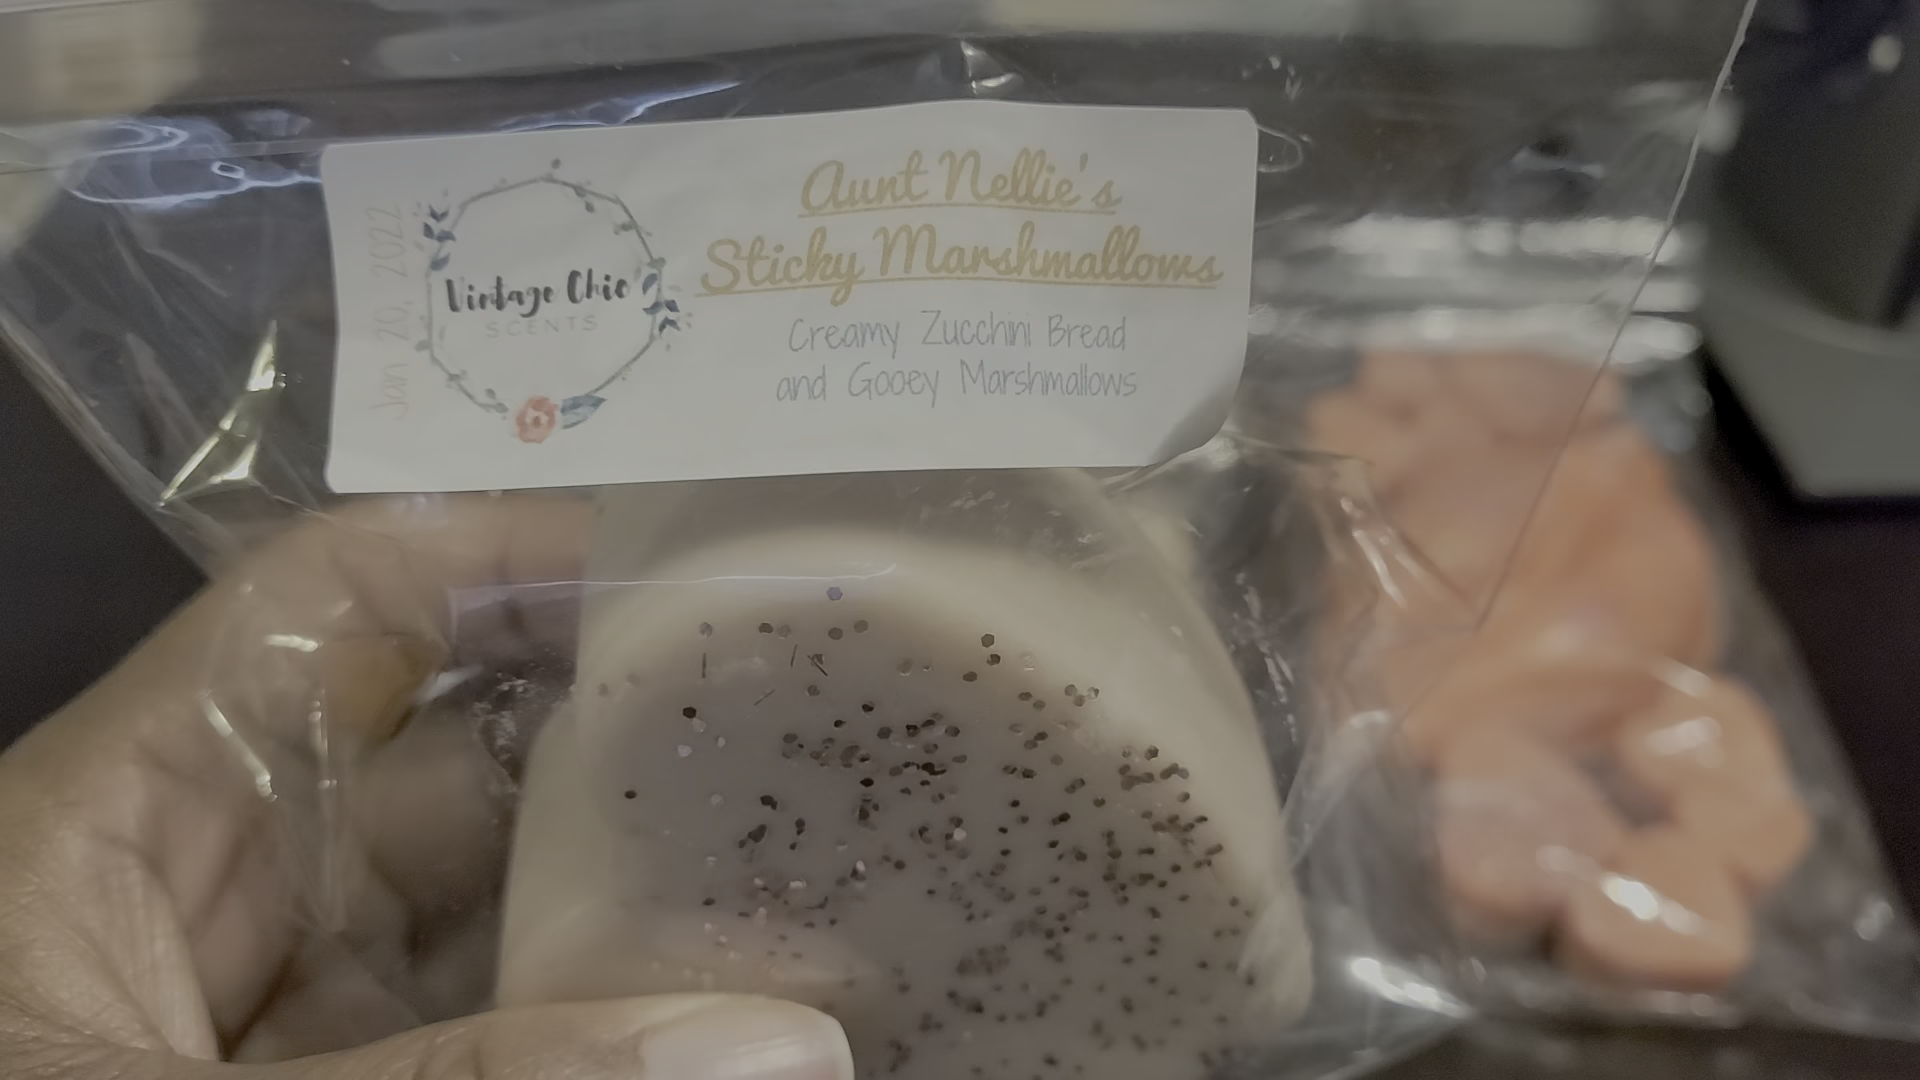 Jan 20, 2022
Vintage Chic
SCENTS
Aunt Nellie's
Sticky Marshmallows
Creamy Zucchini Bread
and Gooey Marshmallows